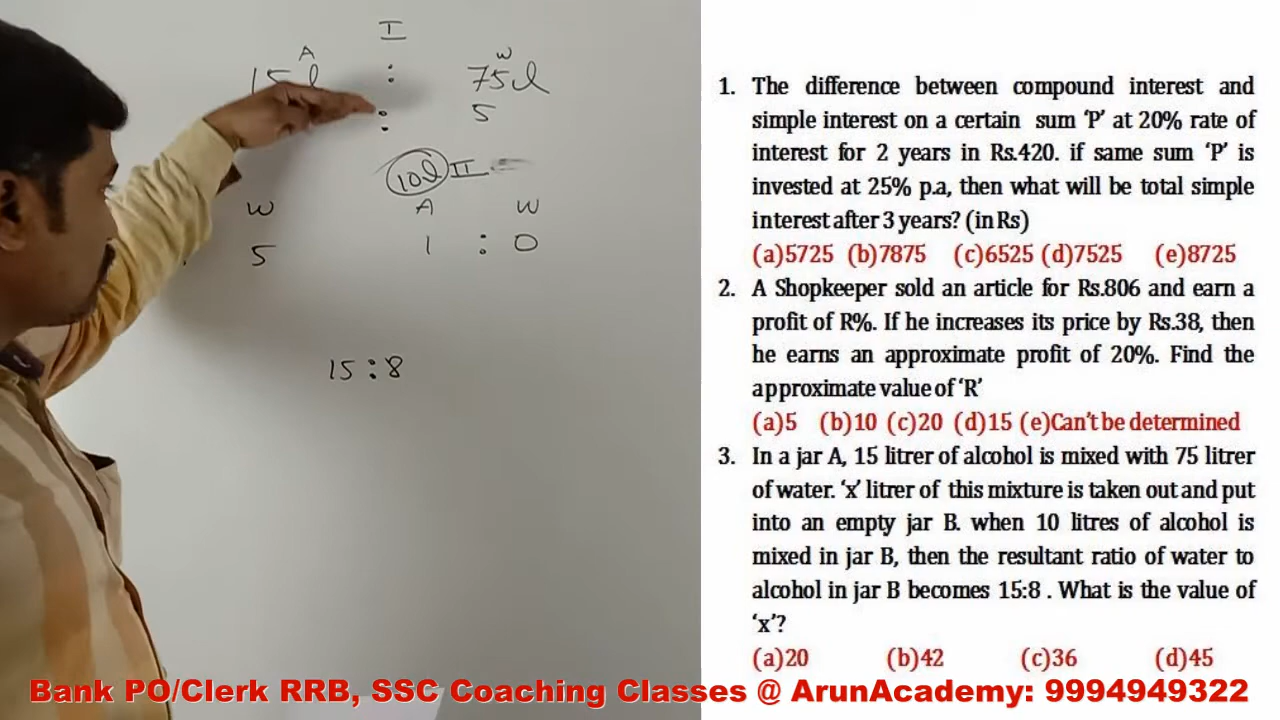 I
A W
15l : 75l
: 5
10l II
W A W
5 1 : 0
15 : 8
1. The difference between compound interest and
simple interest on a certain sum ‘P’ at 20% rate of
interest for 2 years in Rs.420. if same sum ‘P’ is
invested at 25% p.a, then what will be total simple
interest after 3 years? (in Rs)
(a)5725 (b)7875 (c)6525 (d)7525 (e)8725
2. A Shopkeeper sold an article for Rs.806 and earn a
profit of R%. If he increases its price by Rs.38, then
he earns an approximate profit of 20%. Find the
approximate value of ‘R’
(a)5 (b)10 (c)20 (d)15 (e)Can’t be determined
3. In a jar A, 15 litrer of alcohol is mixed with 75 litrer
of water. ‘x’ litrer of this mixture is taken out and put
into an empty jar B. when 10 litres of alcohol is
mixed in jar B, then the resultant ratio of water to
alcohol in jar B becomes 15:8 . What is the value of
‘x’?
(a)20 (b)42 (c)36 (d)45
Bank PO/Clerk RRB, SSC Coaching Classes @ ArunAcademy: 9994949322